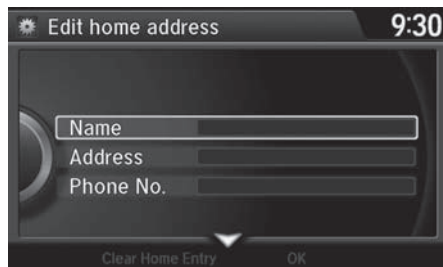 Edit home address 9:30
Name
Address
Phone No.
Clear Home Entry OK